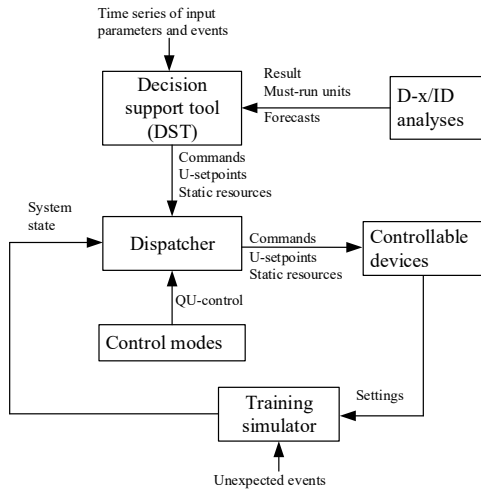 Time series of input
parameters and events
Decision
support tool
(DST)
Result
Must-run units
Forecasts
D-x/ID
analyses
Commands
U-setpoints
Static resources
System
state
Dispatcher
Commands
U-setpoints
Static resources
Controllable
devices
QU-control
Control modes
Settings
Training
simulator
Unexpected events